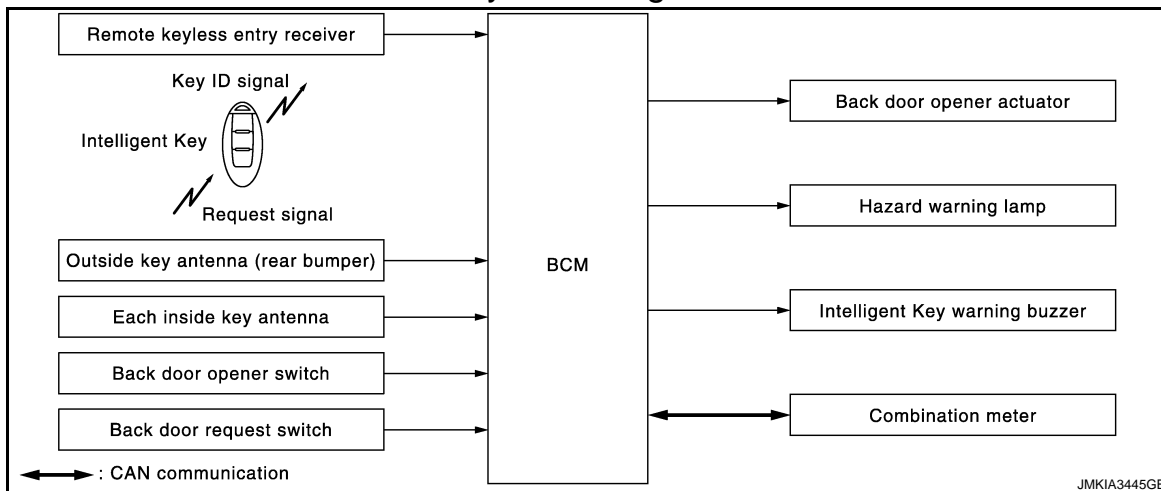 Remote keyless entry receiver
Key ID signal
Intelligent Key
Request signal
Outside key antenna (rear bumper)
Each inside key antenna
Back door opener switch
Back door request switch
: CAN communication
BCM
Back door opener actuator
Hazard warning lamp
Intelligent Key warning buzzer
Combination meter